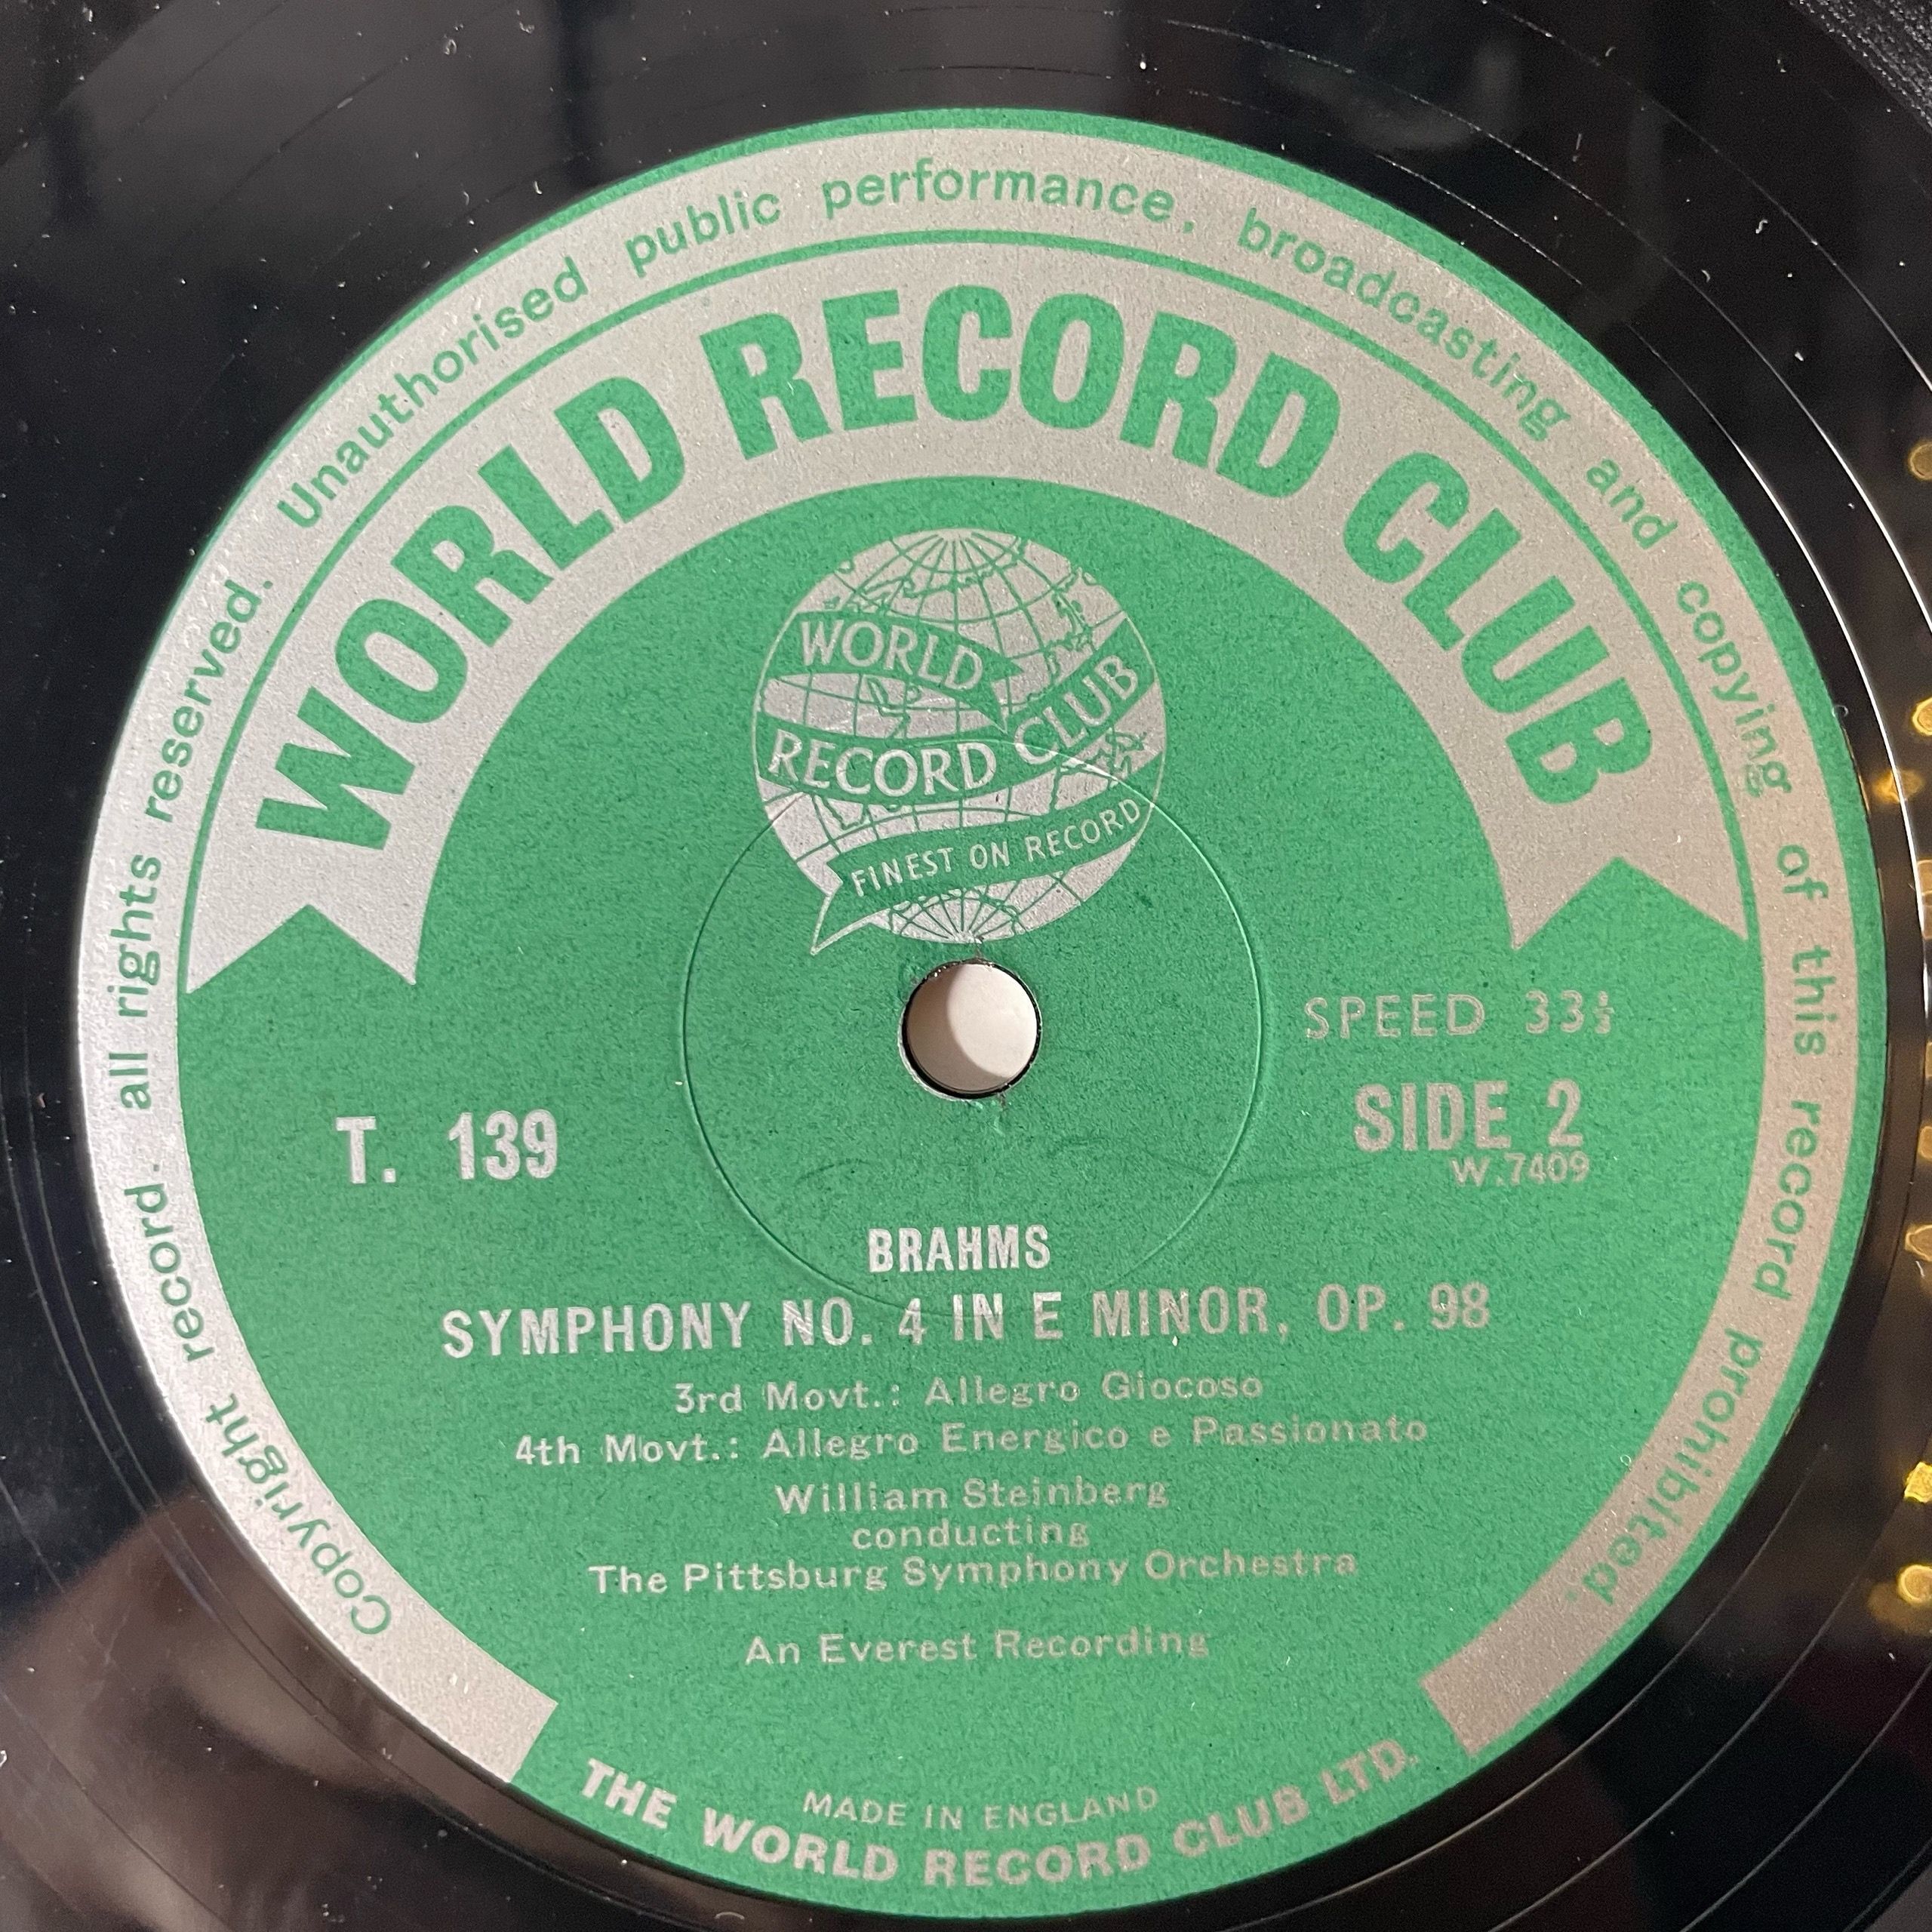 Copyright record. all rights reserved. Unauthorised public performance, broadcasting and copying of this record prohibited.
WORLD RECORD CLUB
WORLD
RECORD CLUB
FINEST ON RECORD
SPEED 33⅓
T. 139
SIDE 2
W.7409
BRAHMS
SYMPHONY NO. 4 IN E MINOR, OP. 98
3rd Movt.: Allegro Giocoso
4th Movt.: Allegro Energico e Passionato
William Steinberg
conducting
The Pittsburg Symphony Orchestra
An Everest Recording
MADE IN ENGLAND
THE WORLD RECORD CLUB LTD.